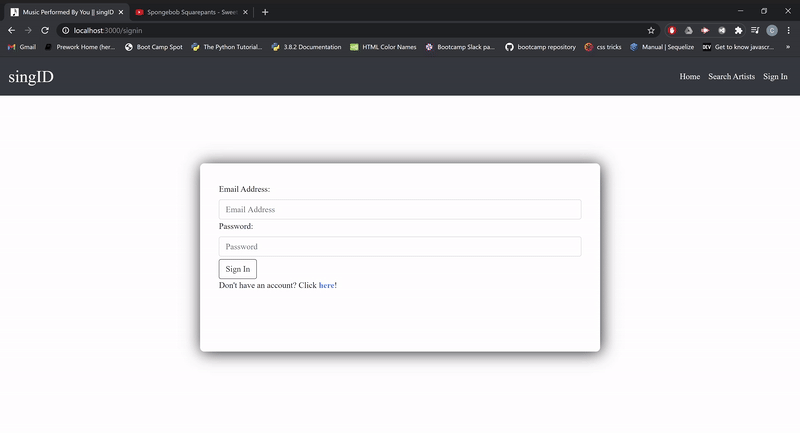 Music Performed By You || singID
Spongebob Squarepants - Sweet
localhost:3000/signin
C
Gmail
Prework Home (her...
Boot Camp Spot
The Python Tutorial...
3.8.2 Documentation
HTML Color Names
Bootcamp Slack pa...
bootcamp repository
css tricks
Manual | Sequelize
DEV
Get to know javascr...
»
singID
Home
Search Artists
Sign In
Email Address:
Email Address
Password:
Password
Sign In
Don't have an account? Click here!